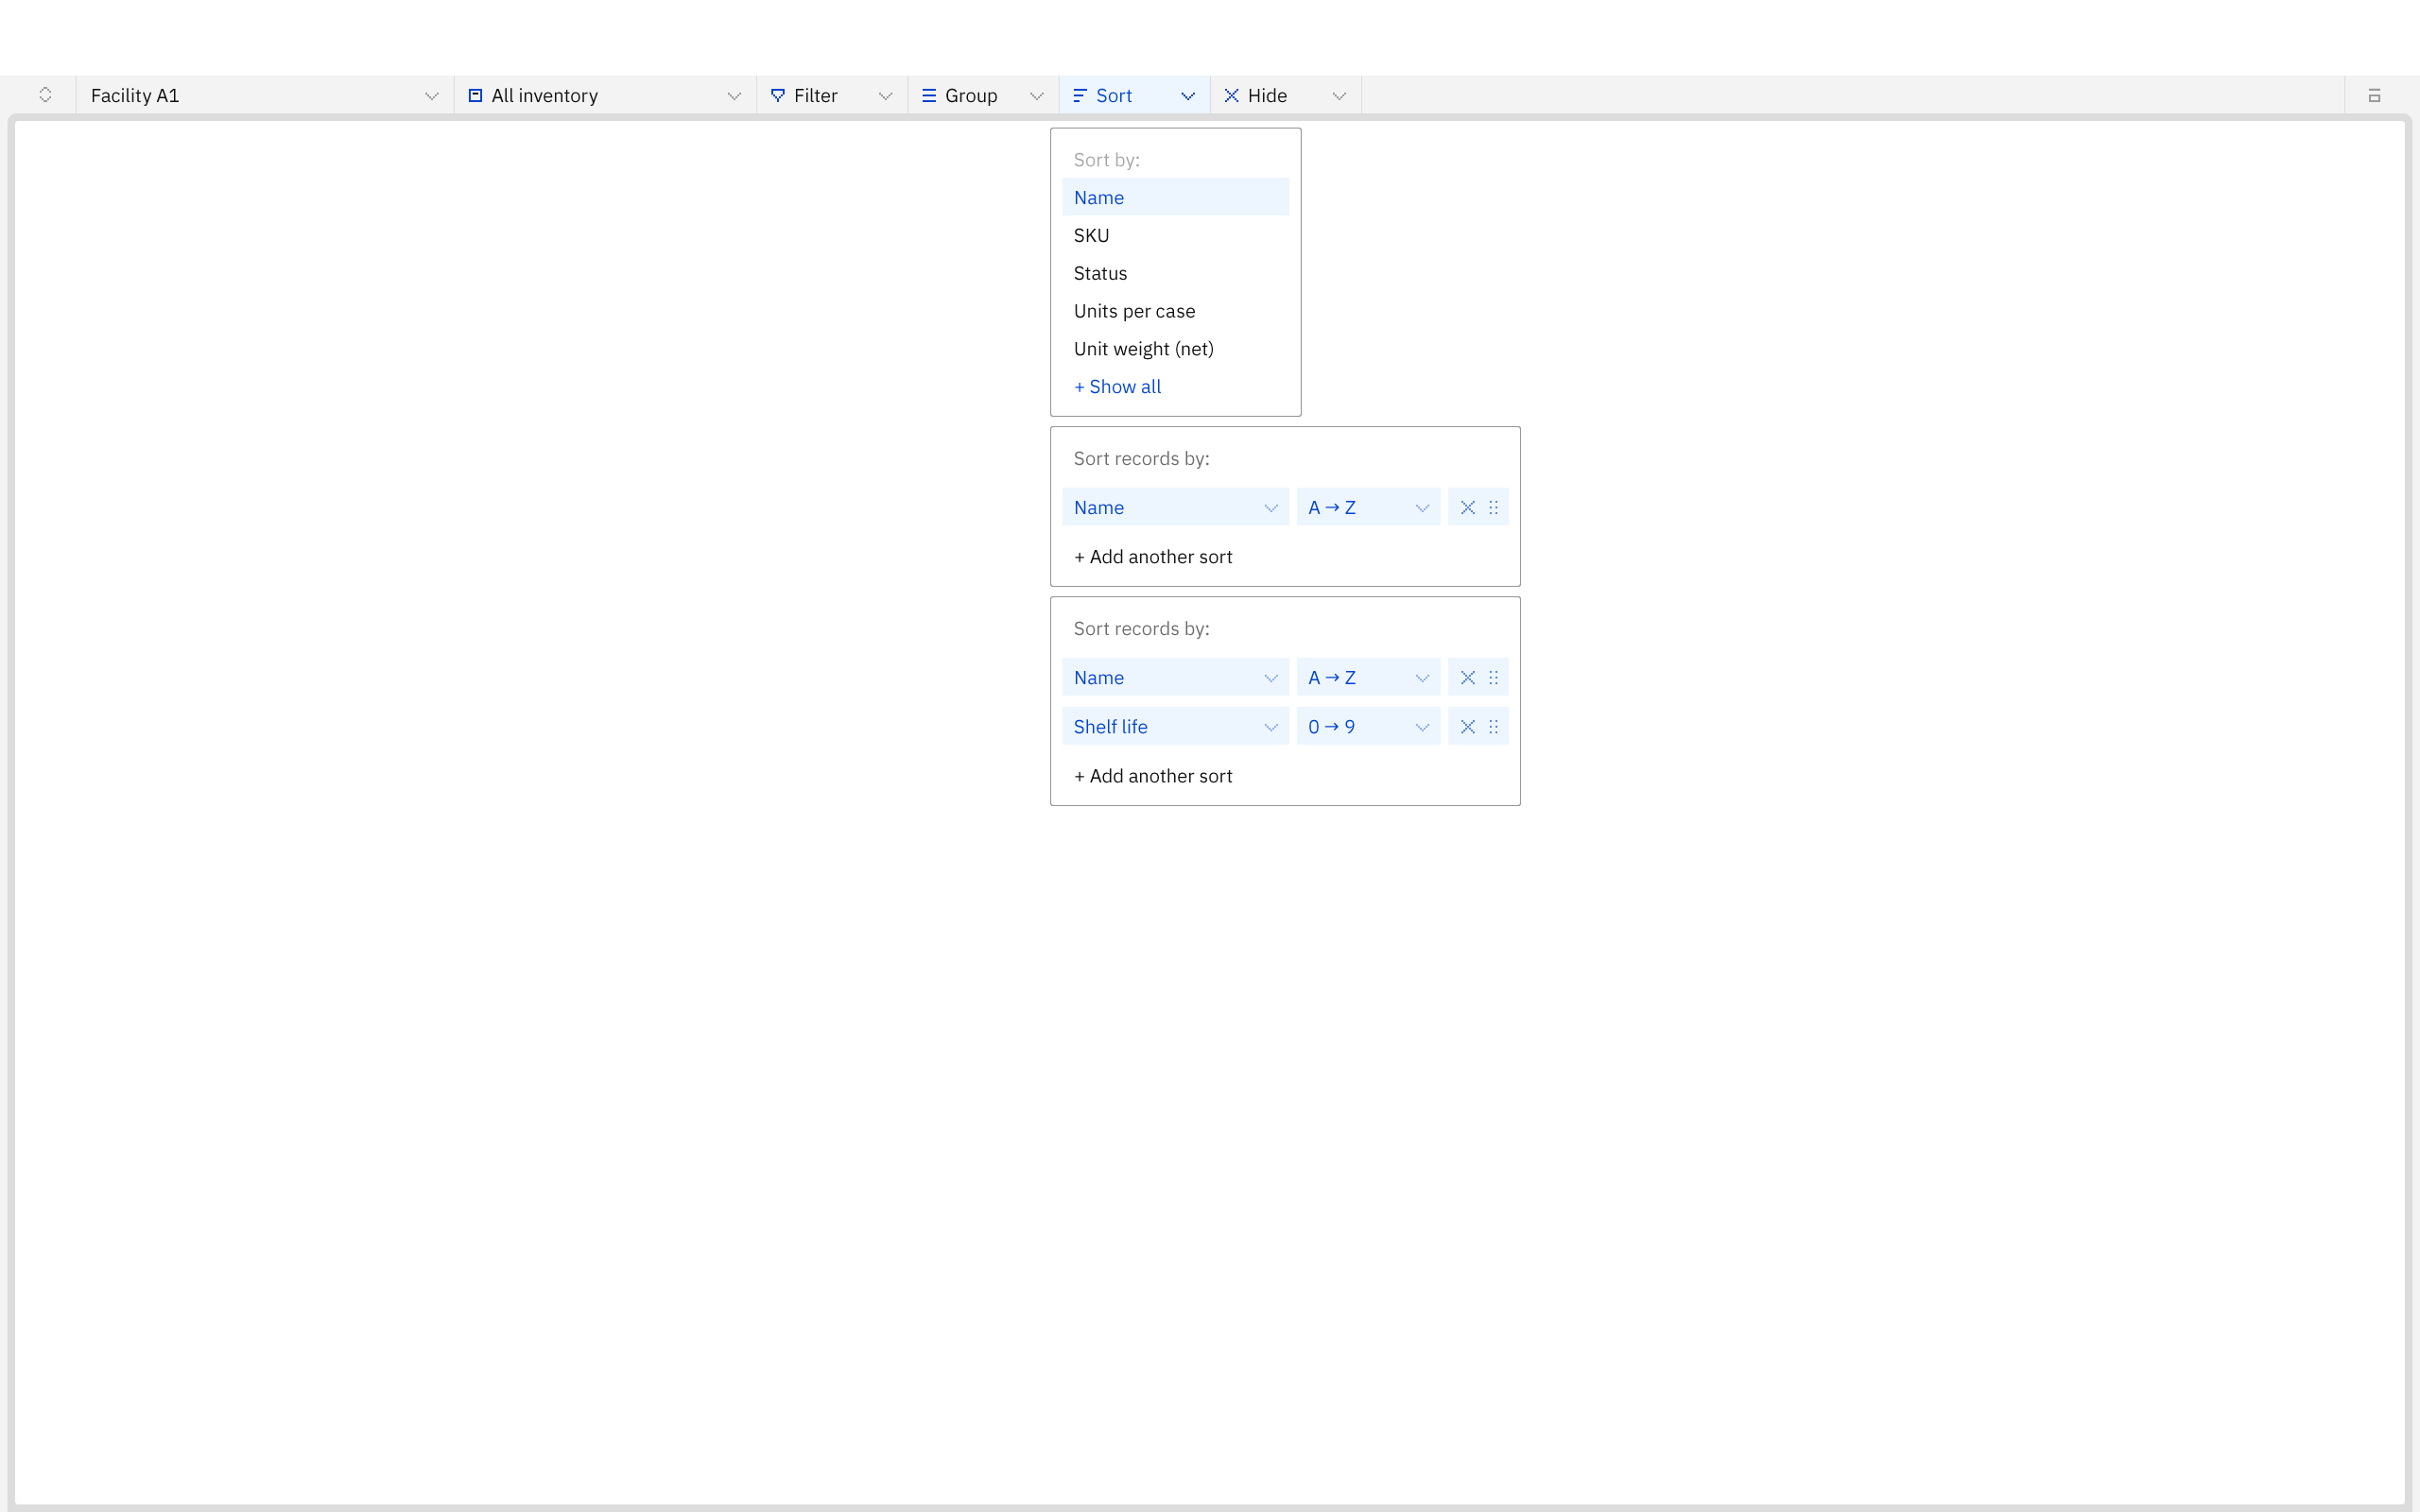 Facility A1 All inventory Filter Group Sort Hide
Sort by:
Name
SKU
Status
Units per case
Unit weight (net)
+ Show all
Sort records by:
Name A → Z
+ Add another sort
Sort records by:
Name A → Z
Shelf life 0 → 9
+ Add another sort